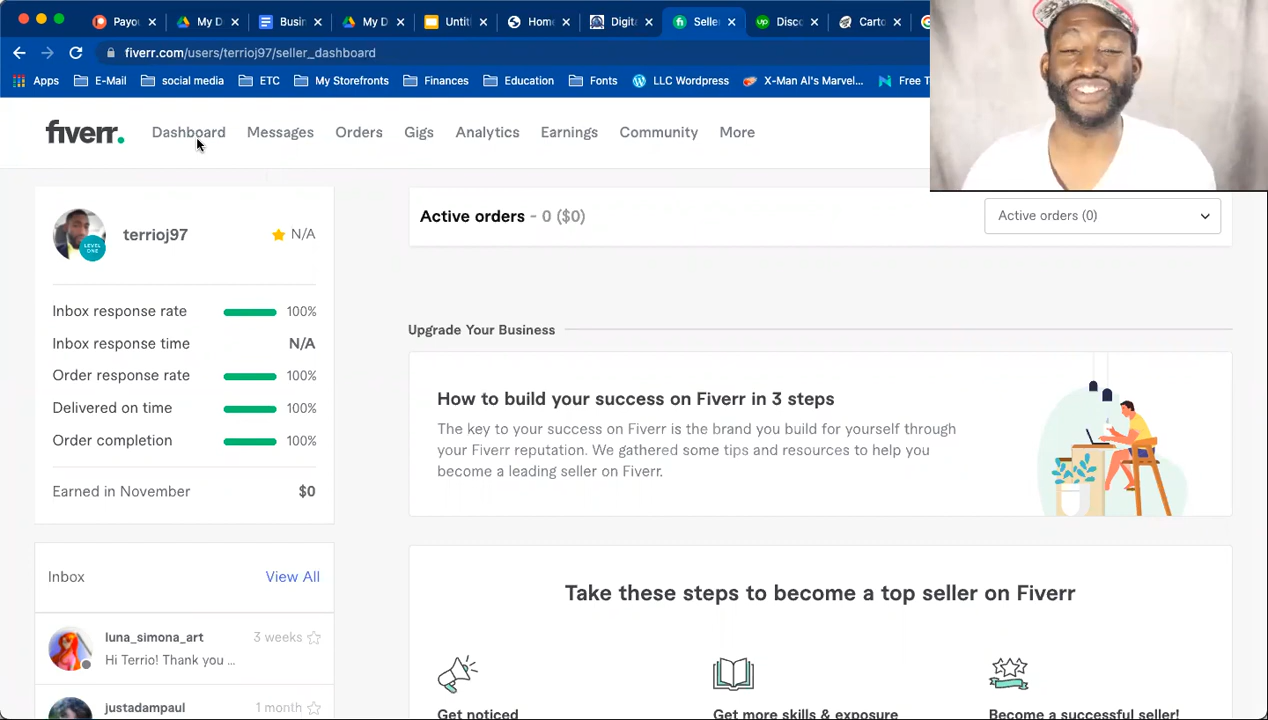 Payou
My D
Busin
My D
Untit
Home
Digita
Seller
Disco
Carto
fiverr.com/users/terrioj97/seller_dashboard
Apps E-Mail social media ETC My Storefronts Finances Education Fonts LLC Wordpress X-Man AI's Marvel... Free T
fiverr. Dashboard Messages Orders Gigs Analytics Earnings Community More
terrioj97 N/A
LEVEL ONE
Inbox response rate 100%
Inbox response time N/A
Order response rate 100%
Delivered on time 100%
Order completion 100%
Earned in November $0
Inbox View All
luna_simona_art 3 weeks
Hi Terrio! Thank you ...
justadampaul 1 month
Active orders - 0 ($0) Active orders (0)
Upgrade Your Business
How to build your success on Fiverr in 3 steps
The key to your success on Fiverr is the brand you build for yourself through
your Fiverr reputation. We gathered some tips and resources to help you
become a leading seller on Fiverr.
Take these steps to become a top seller on Fiverr
Get noticed Get more skills & exposure Become a successful seller!